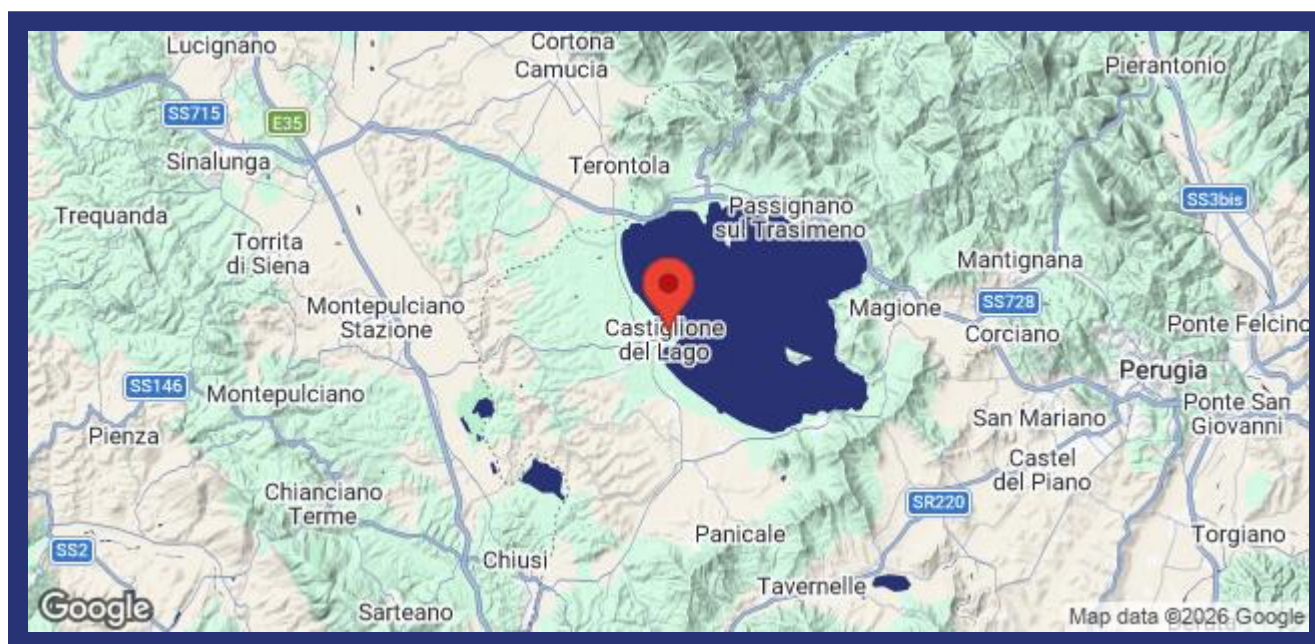 Lucignano
Cortona
Camucia
Pierantonio
SS715
E35
Sinalunga
Terontola
SS3bis
Trequanda
Passignano
sul Trasimeno
Torrita
di Siena
Mantignana
Montepulciano
Stazione
Magione
SS728
Castiglione
del Lago
Corciano
Ponte Felcino
SS146
Montepulciano
Perugia
Pienza
San Mariano
Ponte San
Giovanni
Castel
del Piano
Chianciano
Terme
SR220
Panicale
Torgiano
SS2
Chiusi
Tavernelle
Sarteano
Google
Map data ©2026 Google